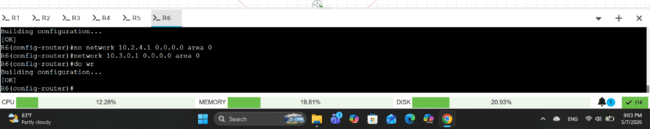 R1 R2 R3 R4 R5 R6
Building configuration...
[OK]
R6(config-router)#no network 10.2.4.1 0.0.0.0 area 0
R6(config-router)#network 10.3.0.1 0.0.0.0 area 0
R6(config-router)#do wr
Building configuration...
[OK]
R6(config-router)#
CPU 12.28% MEMORY 19.81% DISK 20.93% 1 OK
83°F Search ENG 9:03 PM
Partly cloudy 5/7/2026